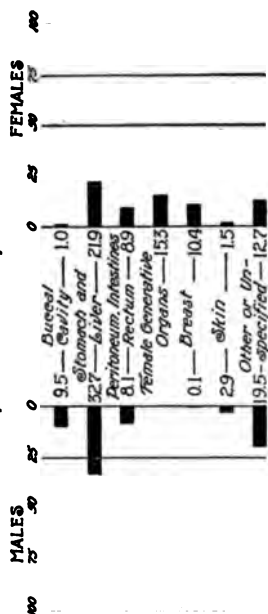 MALES FEMALES
100 75 50 25 0 0 25 50 75 100
Buccal
9.5 — Cavity — 1.0
Stomach and
32.7 — Liver — 21.9
Peritoneum, Intestines
8.1 — Rectum — 8.9
Female Generative
Organs — 15.3
0.1 — Breast — 10.4
2.9 — Skin — 1.5
Other or Un-
19.5 - specified - 12.7